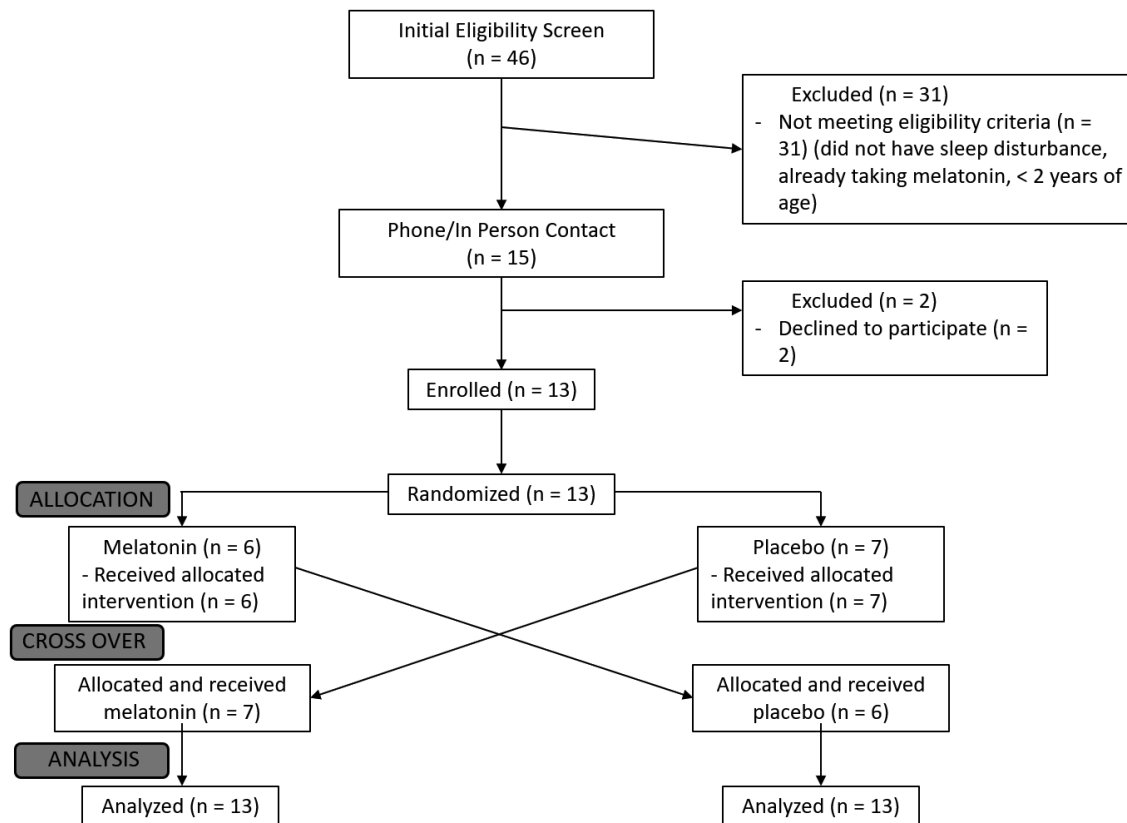 Initial Eligibility Screen
(n = 46)
Excluded (n = 31)
- Not meeting eligibility criteria (n =
31) (did not have sleep disturbance,
already taking melatonin, < 2 years of
age)
Phone/In Person Contact
(n = 15)
Excluded (n = 2)
- Declined to participate (n =
2)
Enrolled (n = 13)
Randomized (n = 13)
ALLOCATION
Melatonin (n = 6)
- Received allocated
intervention (n = 6)
Placebo (n = 7)
- Received allocated
intervention (n = 7)
CROSS OVER
Allocated and received
melatonin (n = 7)
Allocated and received
placebo (n = 6)
ANALYSIS
Analyzed (n = 13)
Analyzed (n = 13)